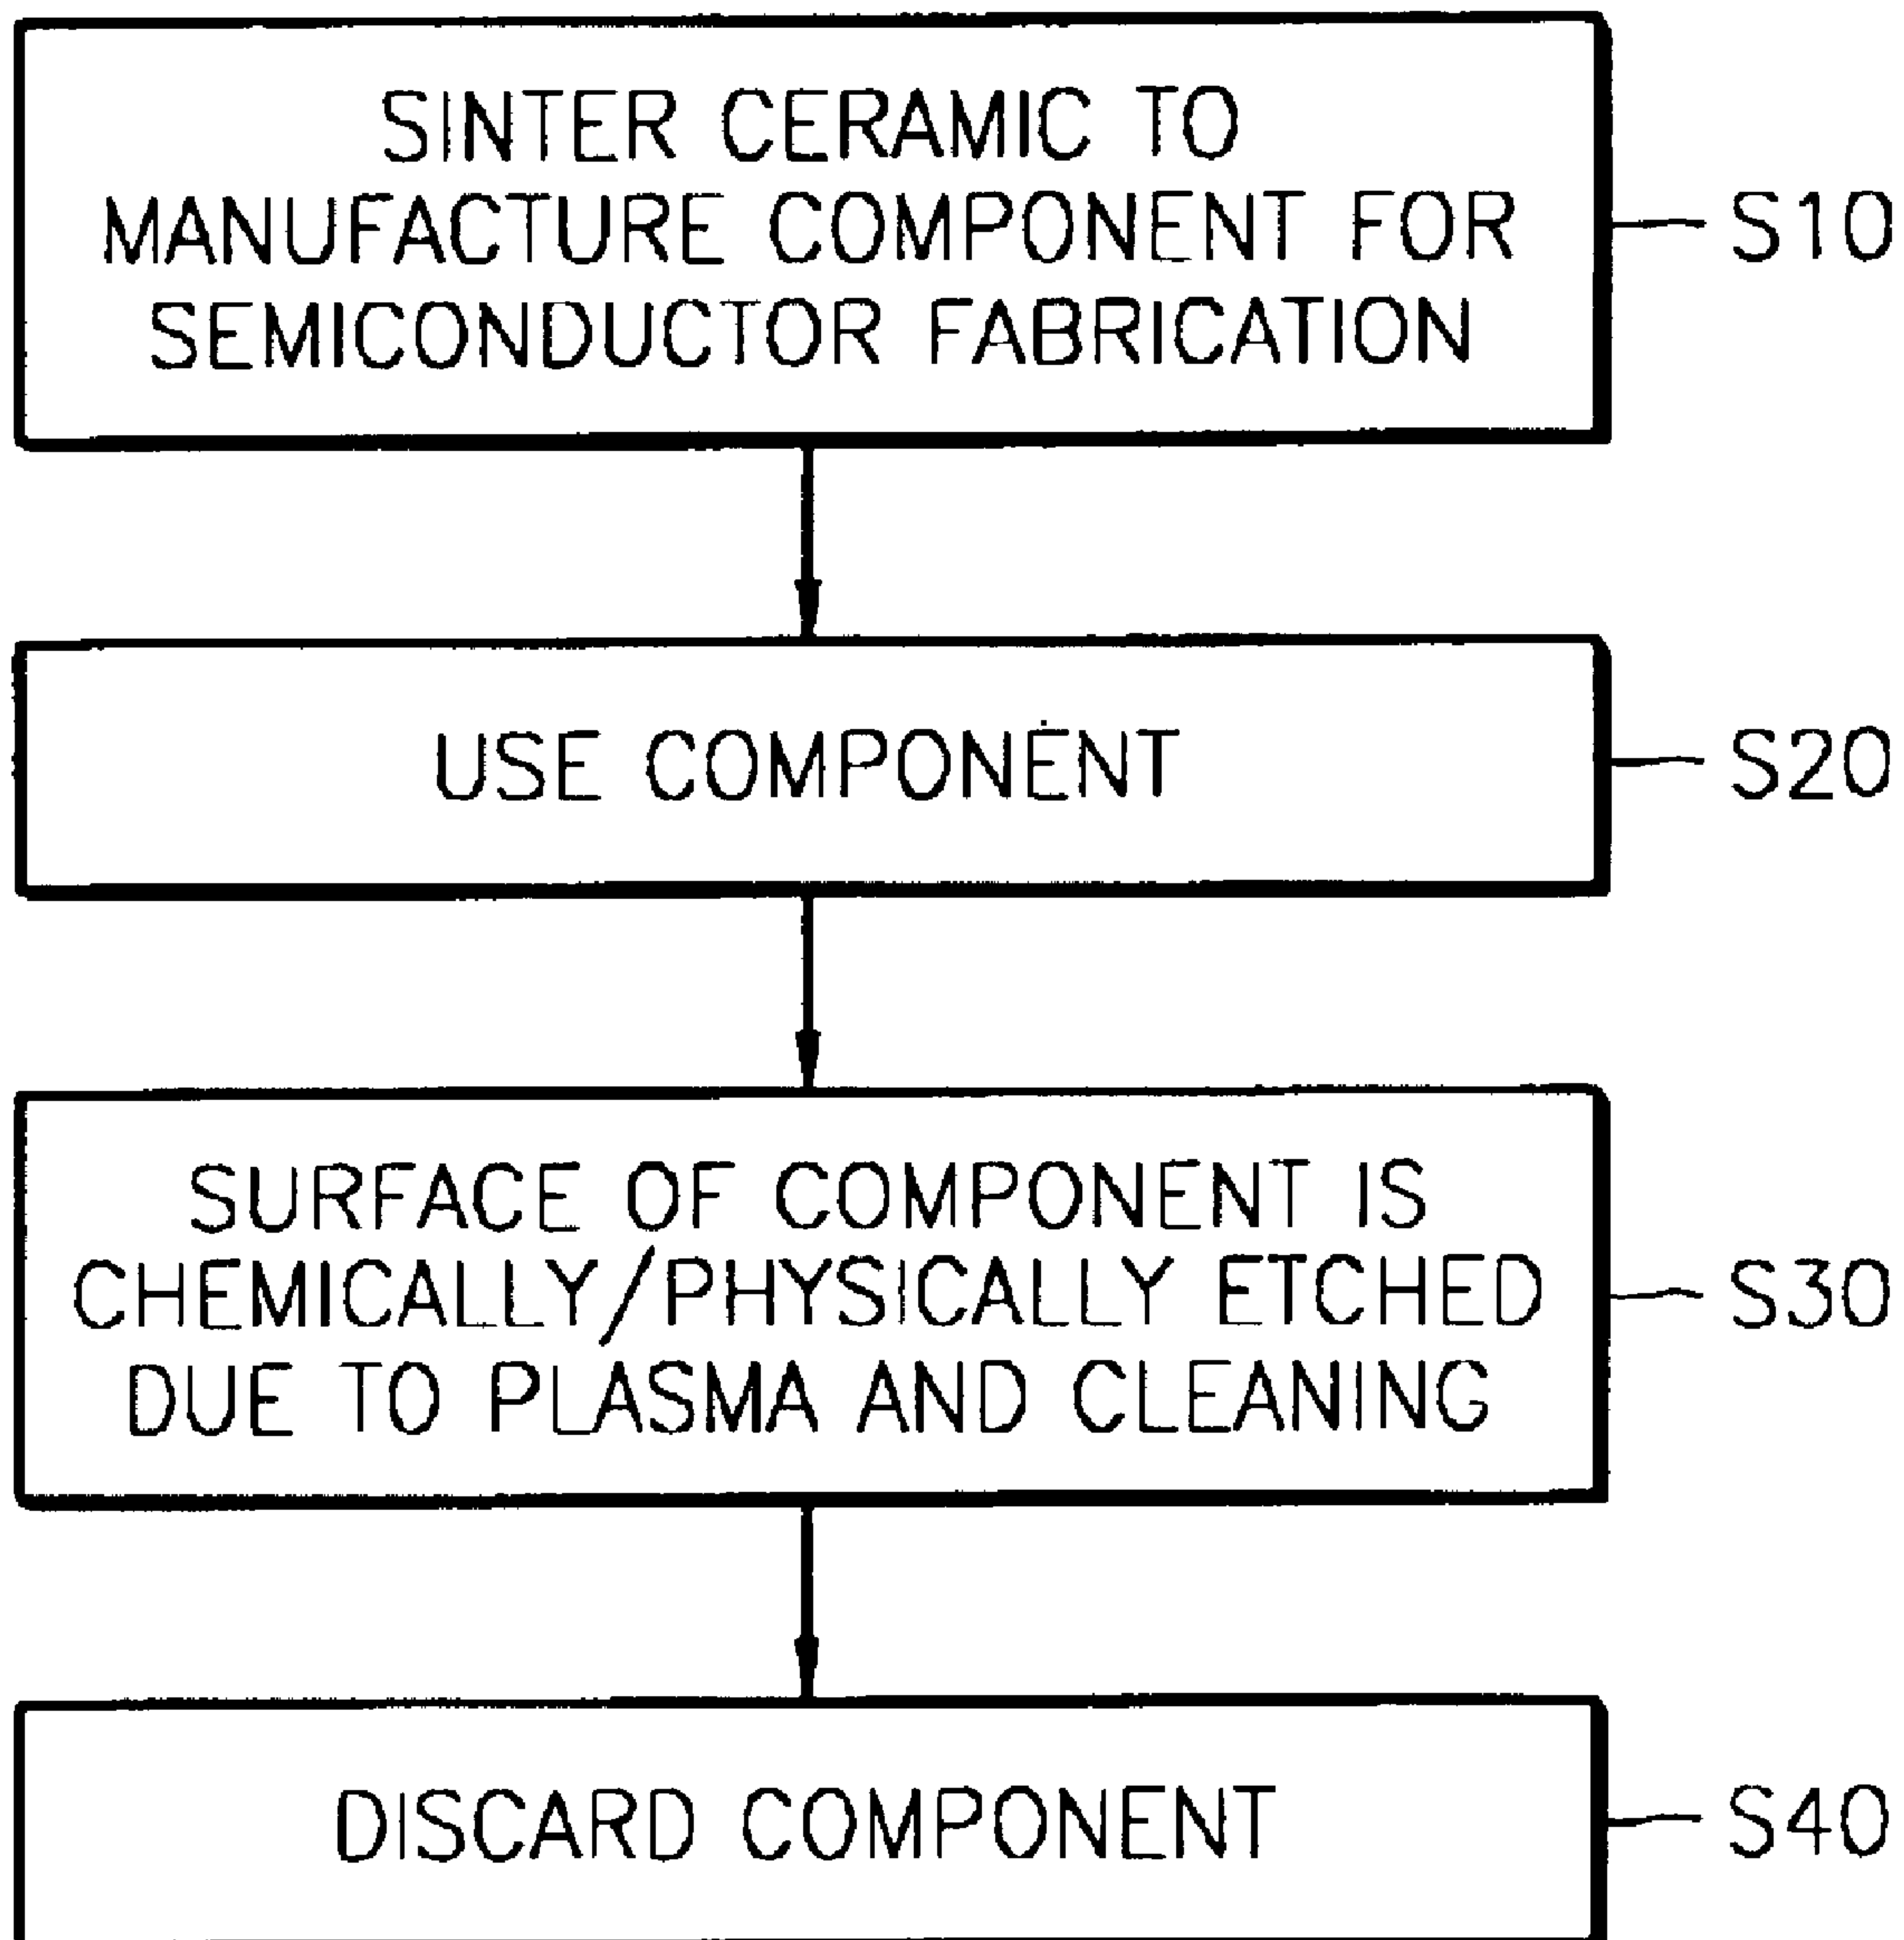 SINTER CERAMIC TO
MANUFACTURE COMPONENT FOR
SEMICONDUCTOR FABRICATION
S10
USE COMPONENT
S20
SURFACE OF COMPONENT IS
CHEMICALLY/PHYSICALLY ETCHED
DUE TO PLASMA AND CLEANING
S30
DISCARD COMPONENT
S40